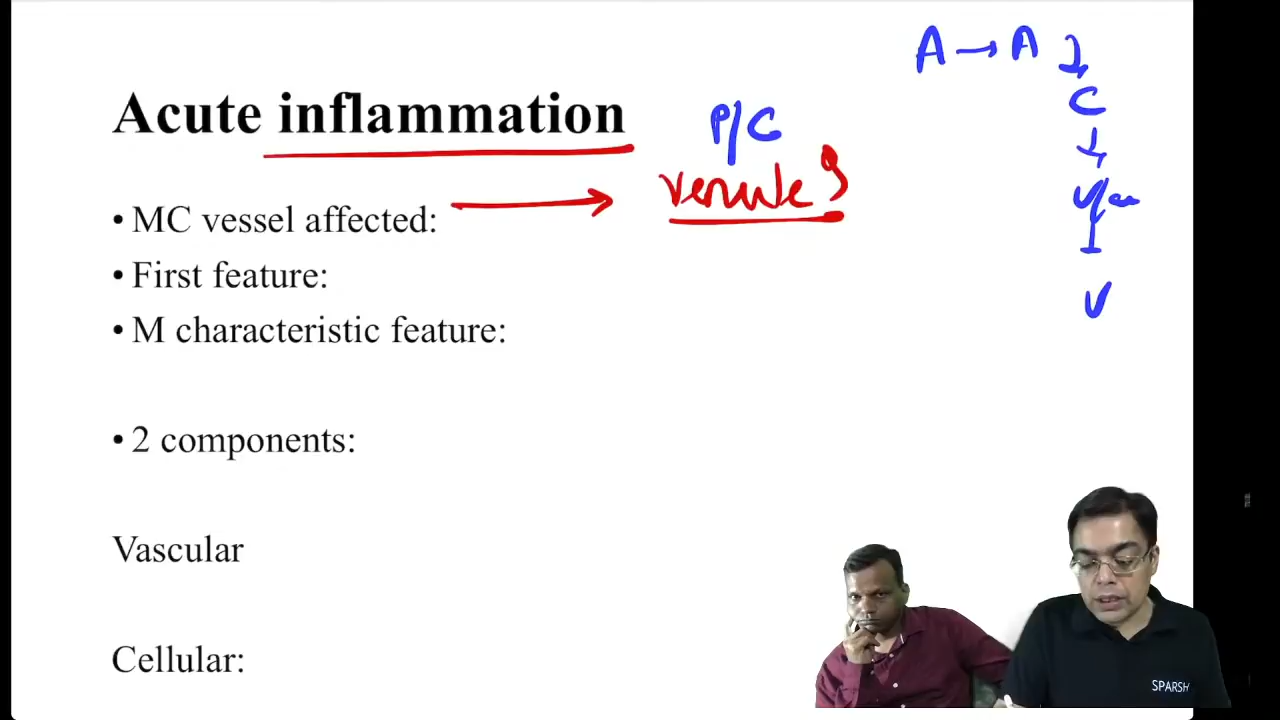 A → A
C
P/C
Acute inflammation
venule
• MC vessel affected:
• First feature:
V
• M characteristic feature:
• 2 components:
Vascular
Cellular:
SPARSH